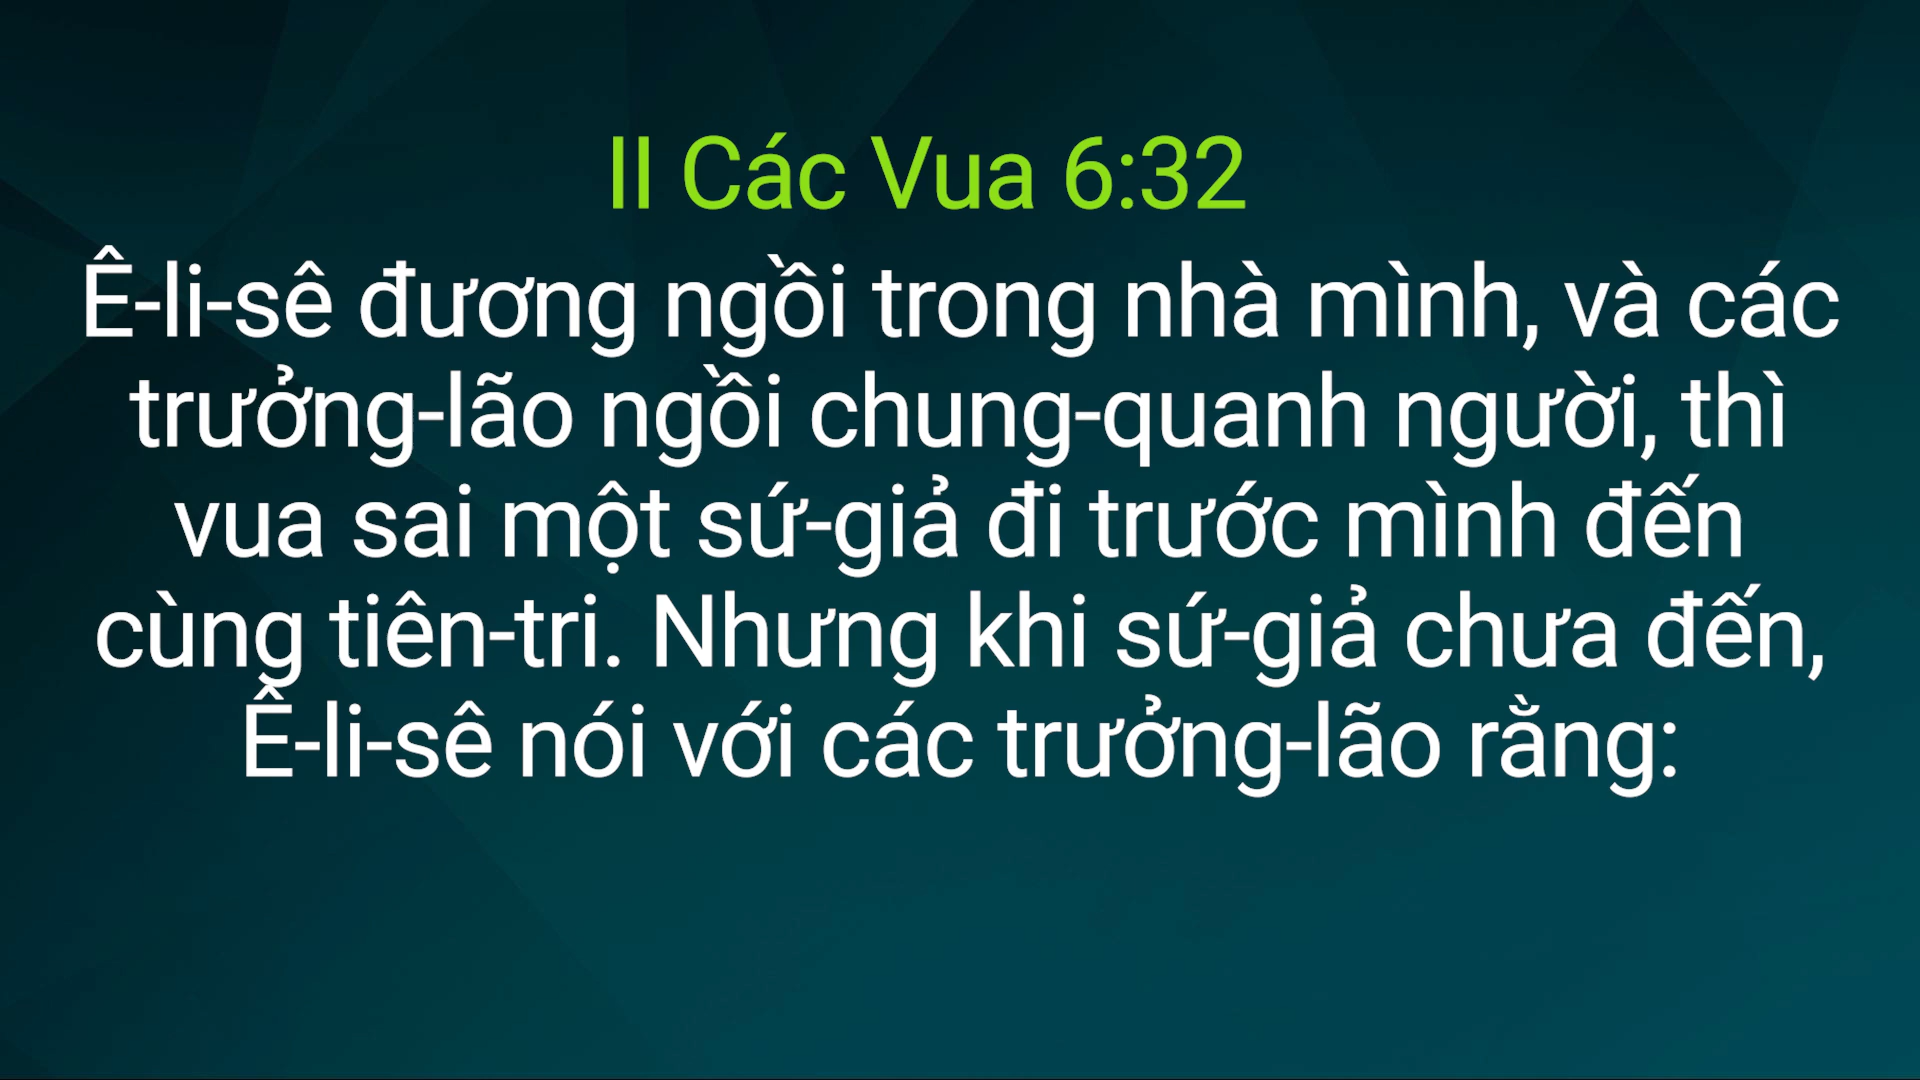 II Các Vua 6:32
Ê-li-sê đương ngồi trong nhà mình, và các
trưởng-lão ngồi chung-quanh người, thì
vua sai một sứ-giả đi trước mình đến
cùng tiên-tri. Nhưng khi sứ-giả chưa đến,
Ê-li-sê nói với các trưởng-lão rằng: